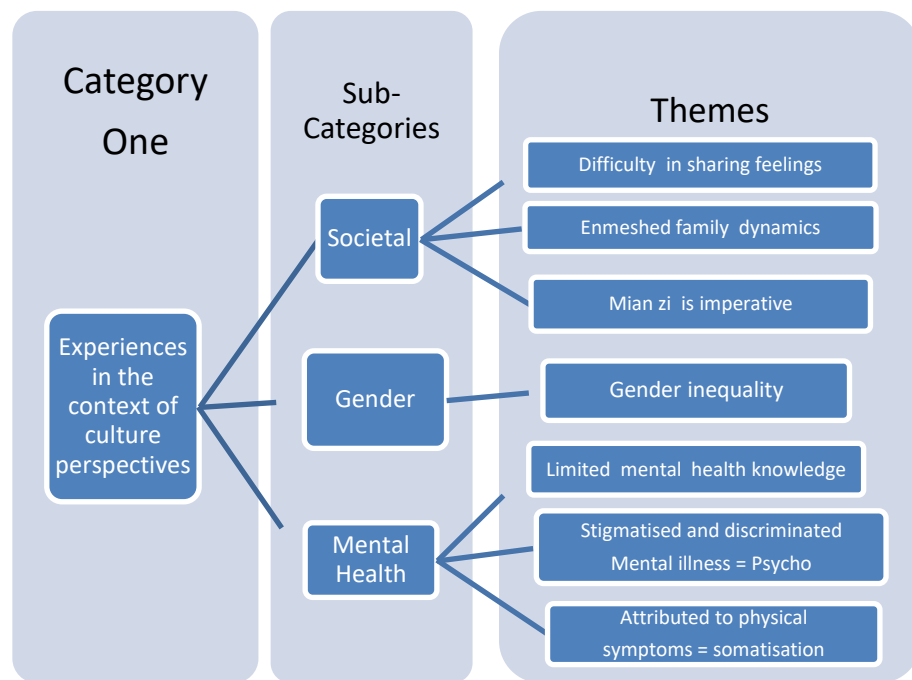 Category
One
Sub-
Categories
Themes
Experiences
in the
context of
culture
perspectives
Societal
Gender
Mental
Health
Difficulty in sharing feelings
Enmeshed family dynamics
Mian zi is imperative
Gender inequality
Limited mental health knowledge
Stigmatised and discriminated
Mental illness = Psycho
Attributed to physical
symptoms = somatisation